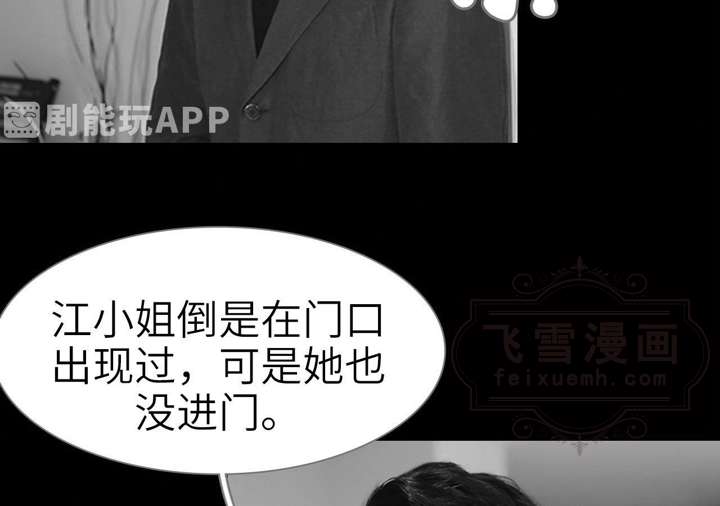 剧能玩APP
江小姐倒是在门口
出现过，可是她也
没进门。
飞雪漫画
feixuemh.com